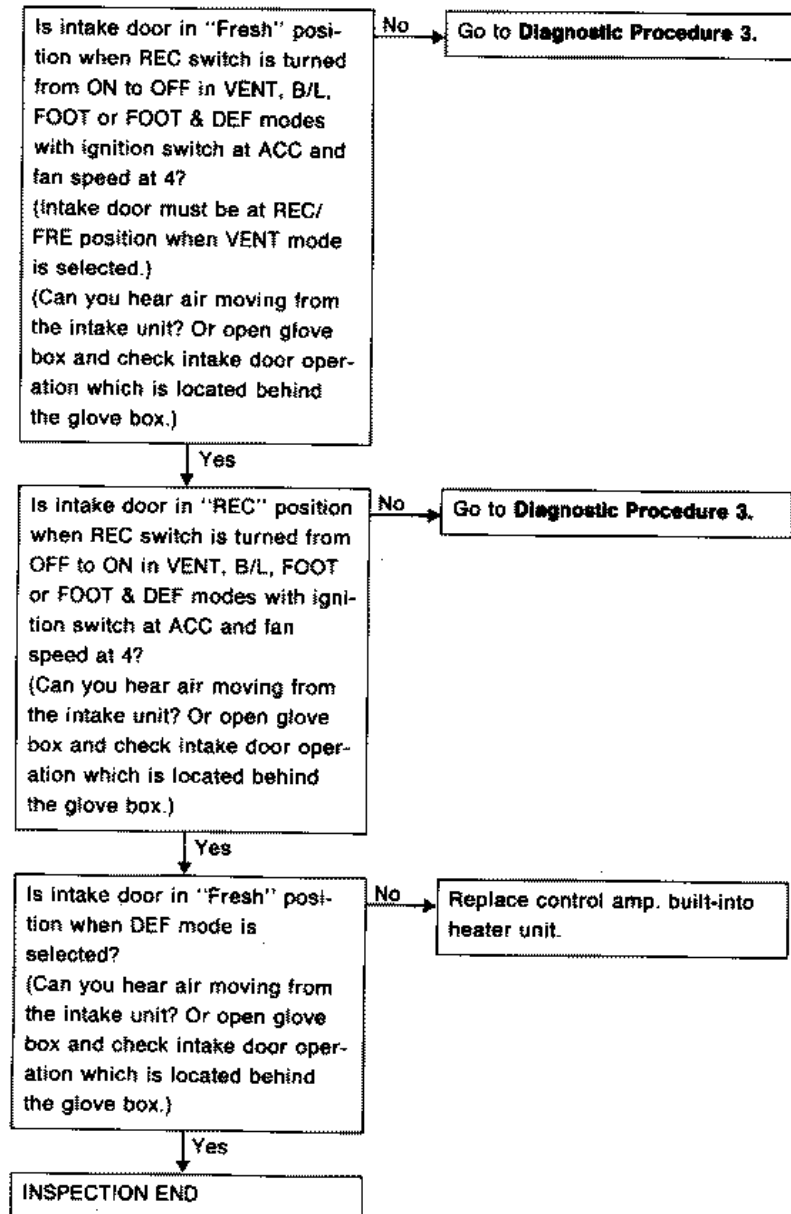 Is intake door in "Fresh" posi-
tion when REC switch is turned
from ON to OFF in VENT, B/L,
FOOT or FOOT & DEF modes
with ignition switch at ACC and
fan speed at 4?
(Intake door must be at REC/
FRE position when VENT mode
is selected.)
(Can you hear air moving from
the intake unit? Or open glove
box and check intake door oper-
ation which is located behind
the glove box.)
No
Go to Diagnostic Procedure 3.
Yes
Is intake door in "REC" position
when REC switch is turned from
OFF to ON in VENT, B/L, FOOT
or FOOT & DEF modes with igni-
tion switch at ACC and fan
speed at 4?
(Can you hear air moving from
the intake unit? Or open glove
box and check intake door oper-
ation which is located behind
the glove box.)
No
Go to Diagnostic Procedure 3.
Yes
Is intake door in "Fresh" posi-
tion when DEF mode is
selected?
(Can you hear air moving from
the intake unit? Or open glove
box and check intake door oper-
ation which is located behind
the glove box.)
No
Replace control amp. built-into
heater unit.
Yes
INSPECTION END